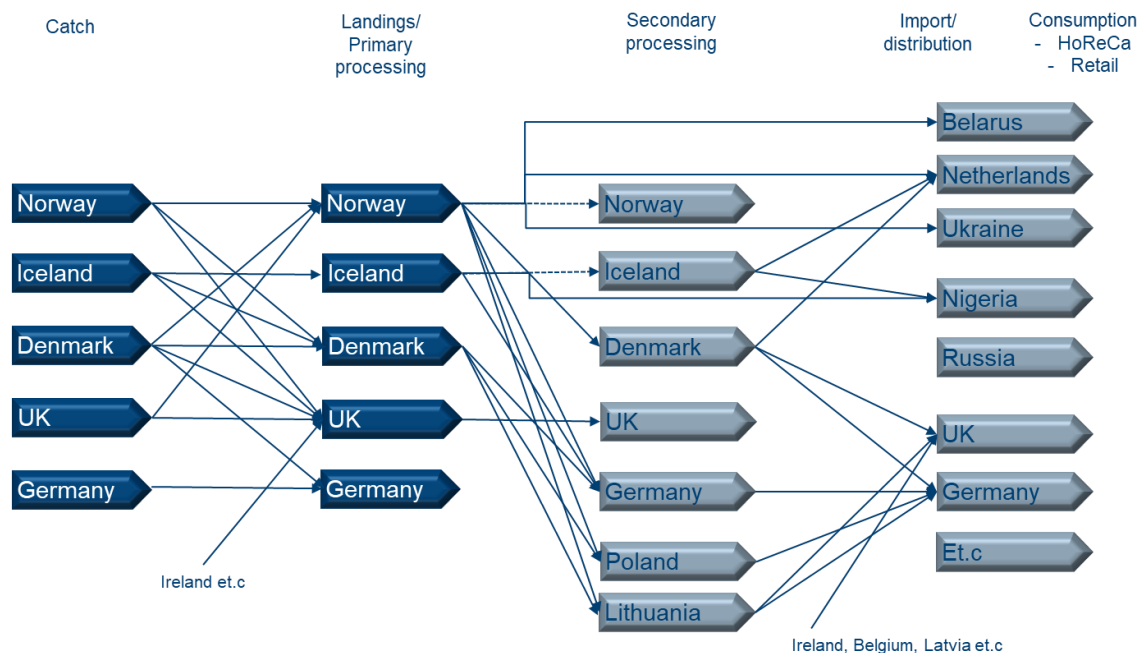 Catch
Landings/
Primary
processing
Secondary
processing
Import/
distribution
Consumption
- HoReCa
- Retail
Belarus
Netherlands
Norway
Norway
Norway
Ukraine
Iceland
Iceland
Iceland
Nigeria
Denmark
Denmark
Denmark
Russia
UK
UK
UK
UK
Germany
Germany
Germany
Germany
Poland
Et.c
Ireland et.c
Lithuania
Ireland, Belgium, Latvia et.c